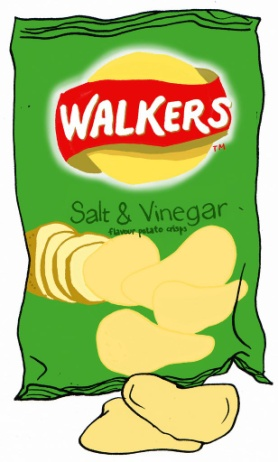 WALKERS
TM
Salt & Vinegar
flavour potato crisps